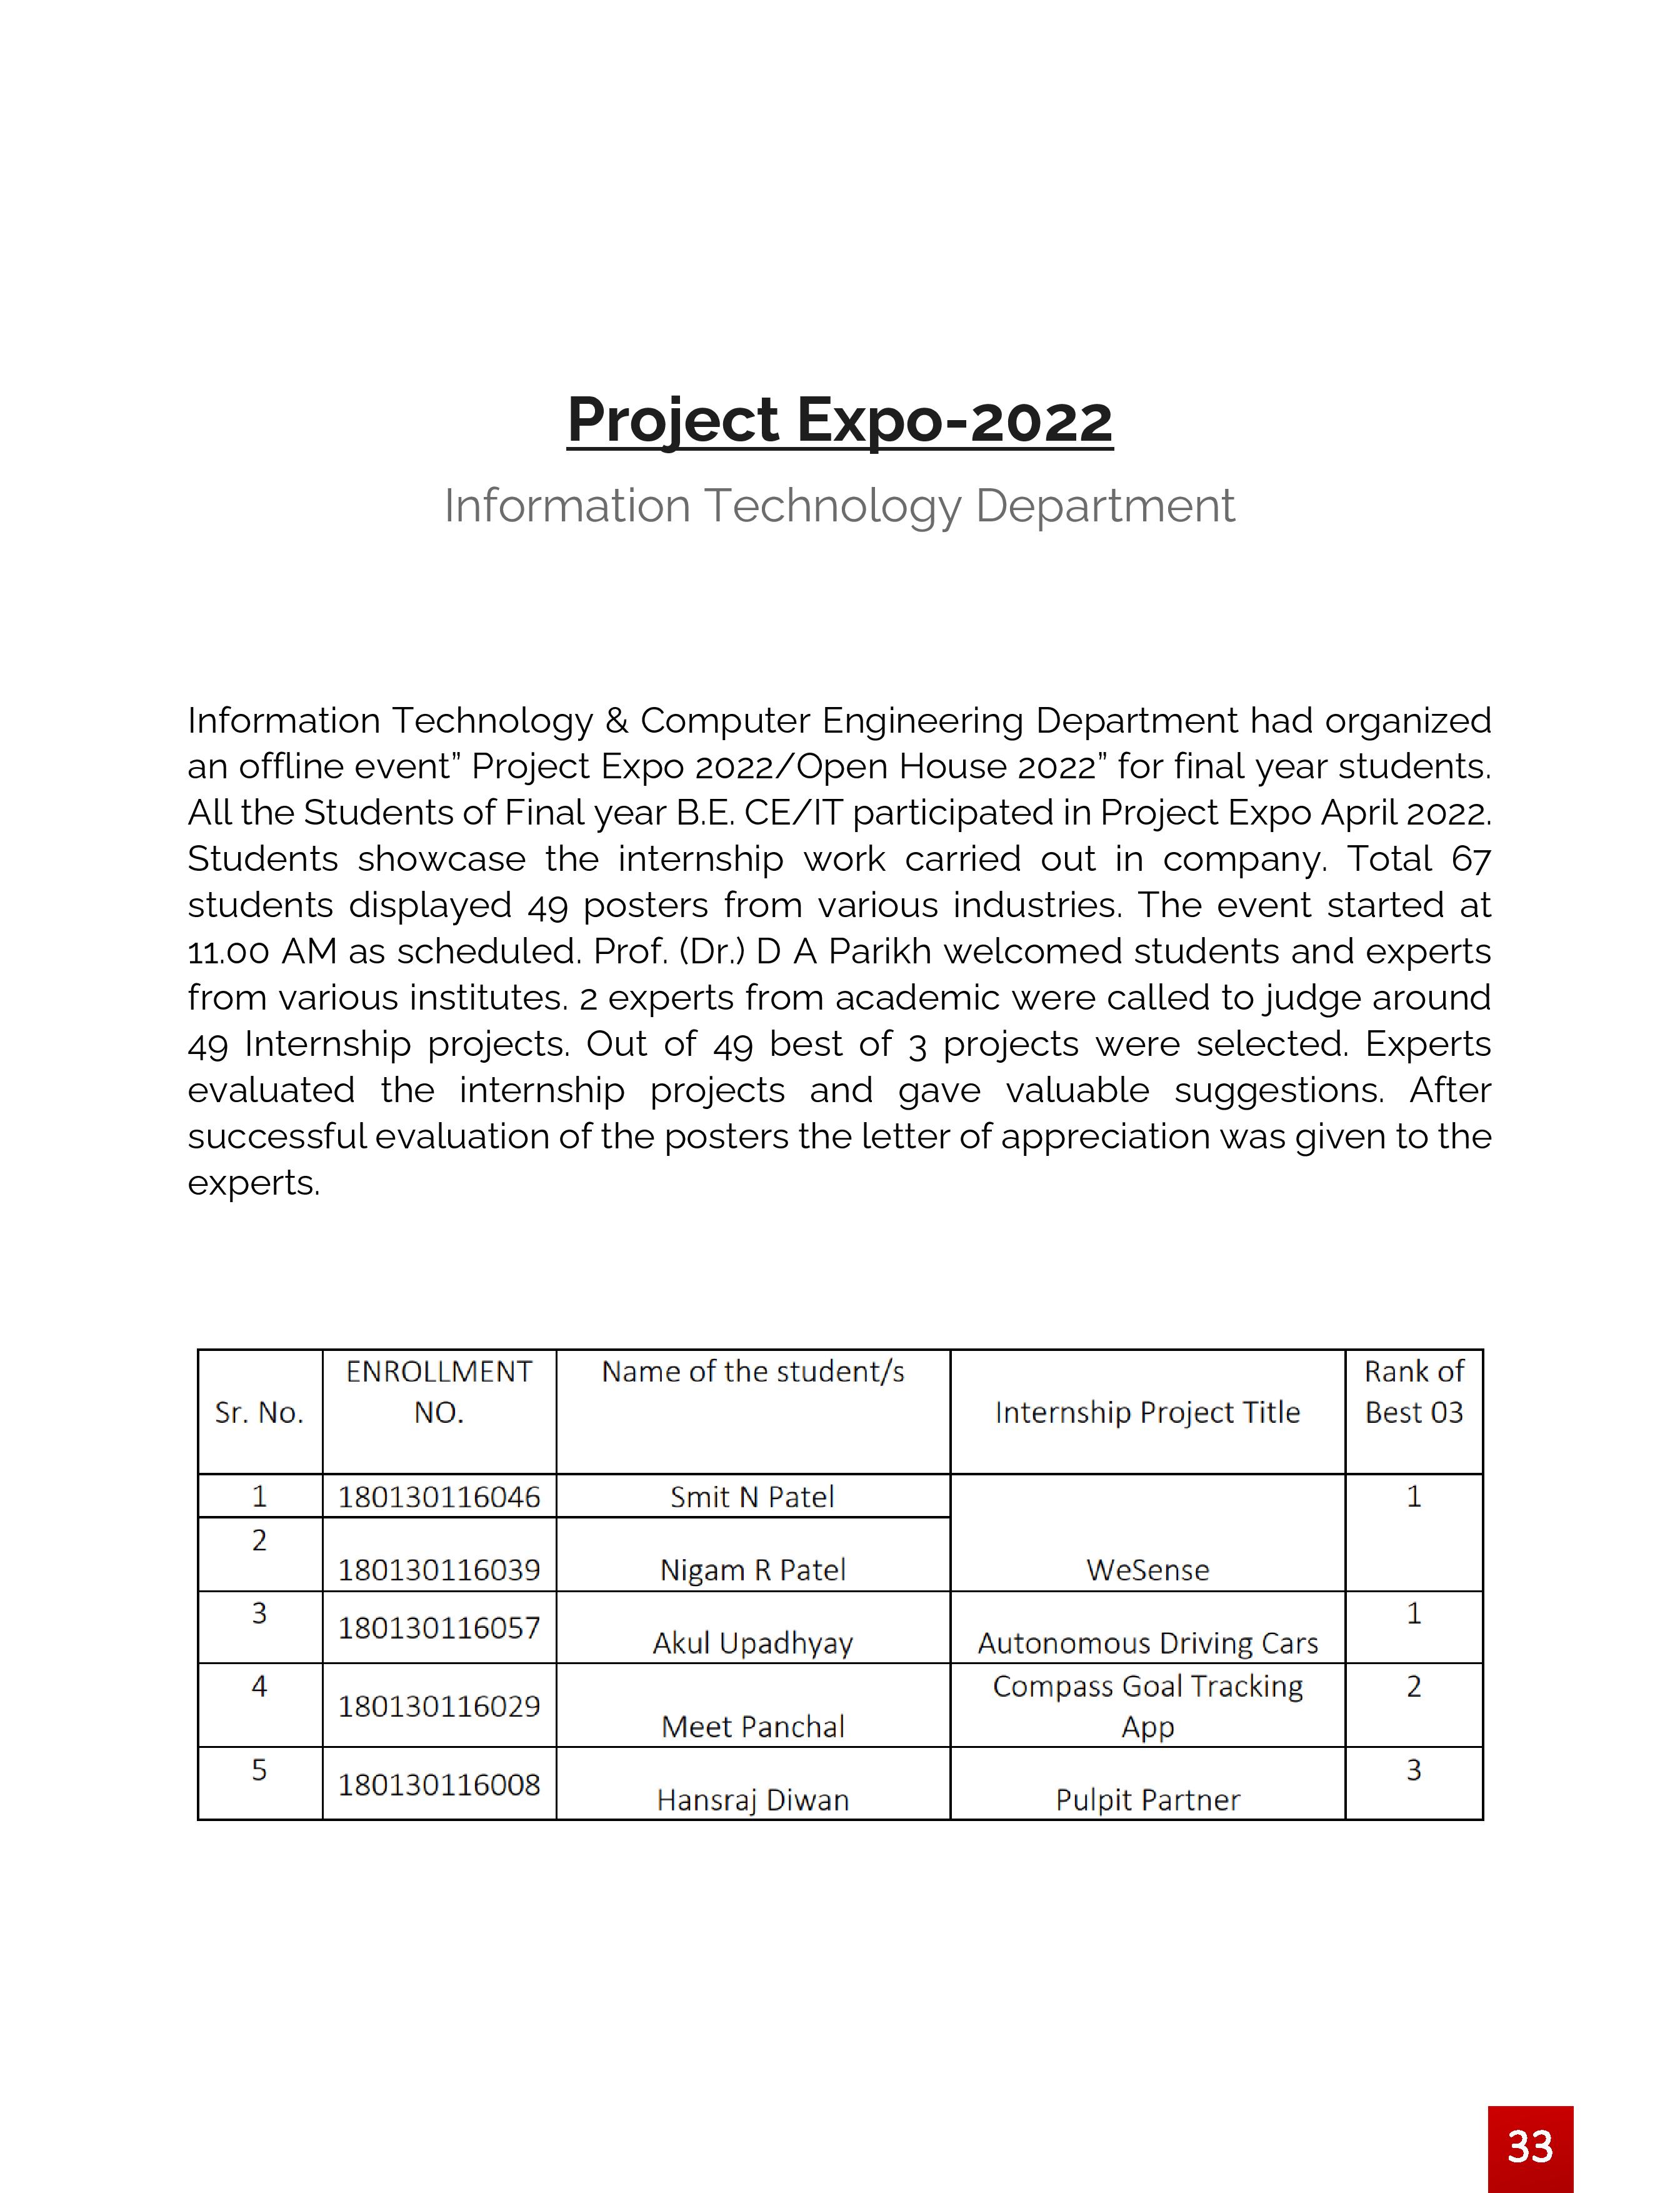 Project Expo-2022
Information Technology Department
Information Technology & Computer Engineering Department had organized
an offline event” Project Expo 2022/Open House 2022” for final year students.
All the Students of Final year B.E. CE/IT participated in Project Expo April 2022.
Students showcase the internship work carried out in company. Total 67
students displayed 49 posters from various industries. The event started at
11.00 AM as scheduled. Prof. (Dr.) D A Parikh welcomed students and experts
from various institutes. 2 experts from academic were called to judge around
49 Internship projects. Out of 49 best of 3 projects were selected. Experts
evaluated the internship projects and gave valuable suggestions. After
successful evaluation of the posters the letter of appreciation was given to the
experts.
Sr. No. ENROLLMENT NO. Name of the student/s Internship Project Title Rank of Best 03
1 180130116046 Smit N Patel WeSense 1
2 180130116039 Nigam R Patel
3 180130116057 Akul Upadhyay Autonomous Driving Cars 1
4 180130116029 Meet Panchal Compass Goal Tracking App 2
5 180130116008 Hansraj Diwan Pulpit Partner 3
33